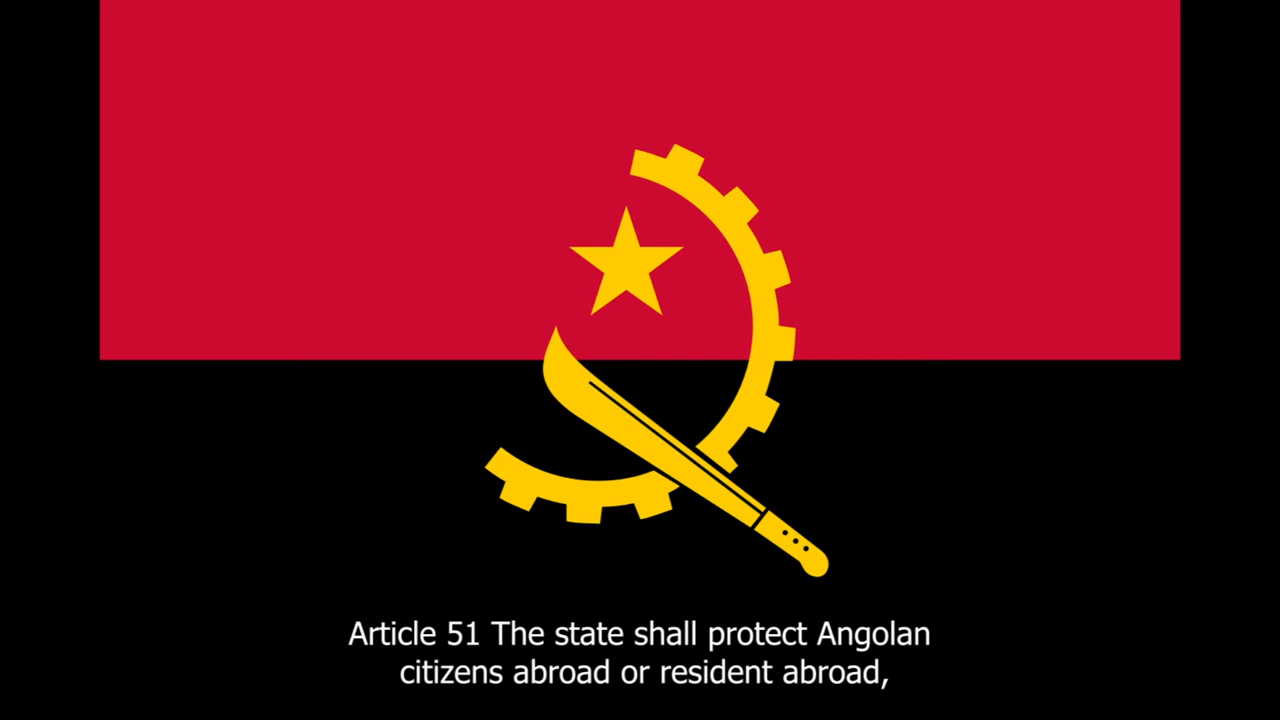 Article 51 The state shall protect Angolan
citizens abroad or resident abroad,